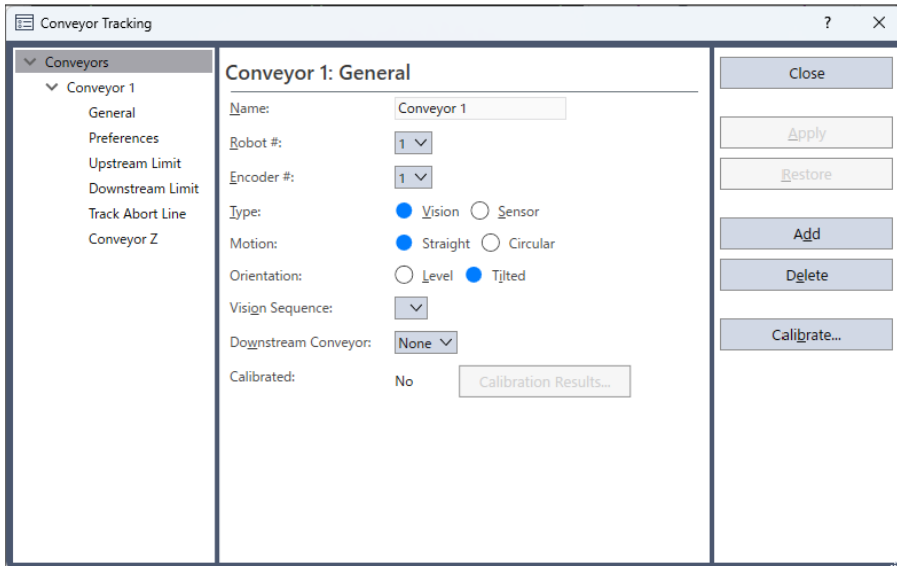 Conveyor Tracking
?
Conveyors
Conveyor 1
General
Preferences
Upstream Limit
Downstream Limit
Track Abort Line
Conveyor Z
Conveyor 1: General
Name: Conveyor 1
Robot #: 1
Encoder #: 1
Type: Vision Sensor
Motion: Straight Circular
Orientation: Level Tilted
Vision Sequence:
Downstream Conveyor: None
Calibrated: No Calibration Results...
Close
Apply
Restore
Add
Delete
Calibrate...